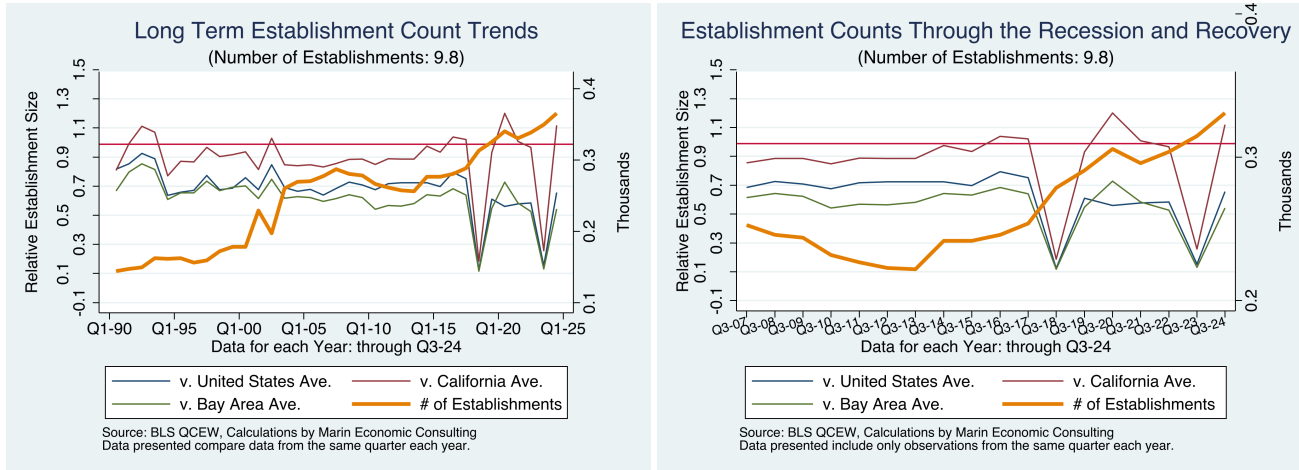 Long Term Establishment Count Trends
(Number of Establishments: 9.8)
Relative Establishment Size
1.5
1.3
1.1
0.9
0.7
0.5
0.3
0.1
-0.1
0.4
0.3
0.2
0.1
Thousands
Q1-90 Q1-95 Q1-00 Q1-05 Q1-10 Q1-15 Q1-20 Q1-25
Data for each Year: through Q3-24
v. United States Ave. v. California Ave.
v. Bay Area Ave. # of Establishments
Source: BLS QCEW, Calculations by Marin Economic Consulting
Data presented compare data from the same quarter each year.
Establishment Counts Through the Recession and Recovery
(Number of Establishments: 9.8)
Relative Establishment Size
1.5
1.3
1.1
0.9
0.7
0.5
0.3
0.1
-0.1
0.4
0.3
0.2
Thousands
Q3-07 Q3-08 Q3-09 Q3-10 Q3-11 Q3-12 Q3-13 Q3-14 Q3-15 Q3-16 Q3-17 Q3-18 Q3-19 Q3-20 Q3-21 Q3-22 Q3-23 Q3-24
Data for each Year: through Q3-24
v. United States Ave. v. California Ave.
v. Bay Area Ave. # of Establishments
Source: BLS QCEW, Calculations by Marin Economic Consulting
Data presented include only observations from the same quarter each year.